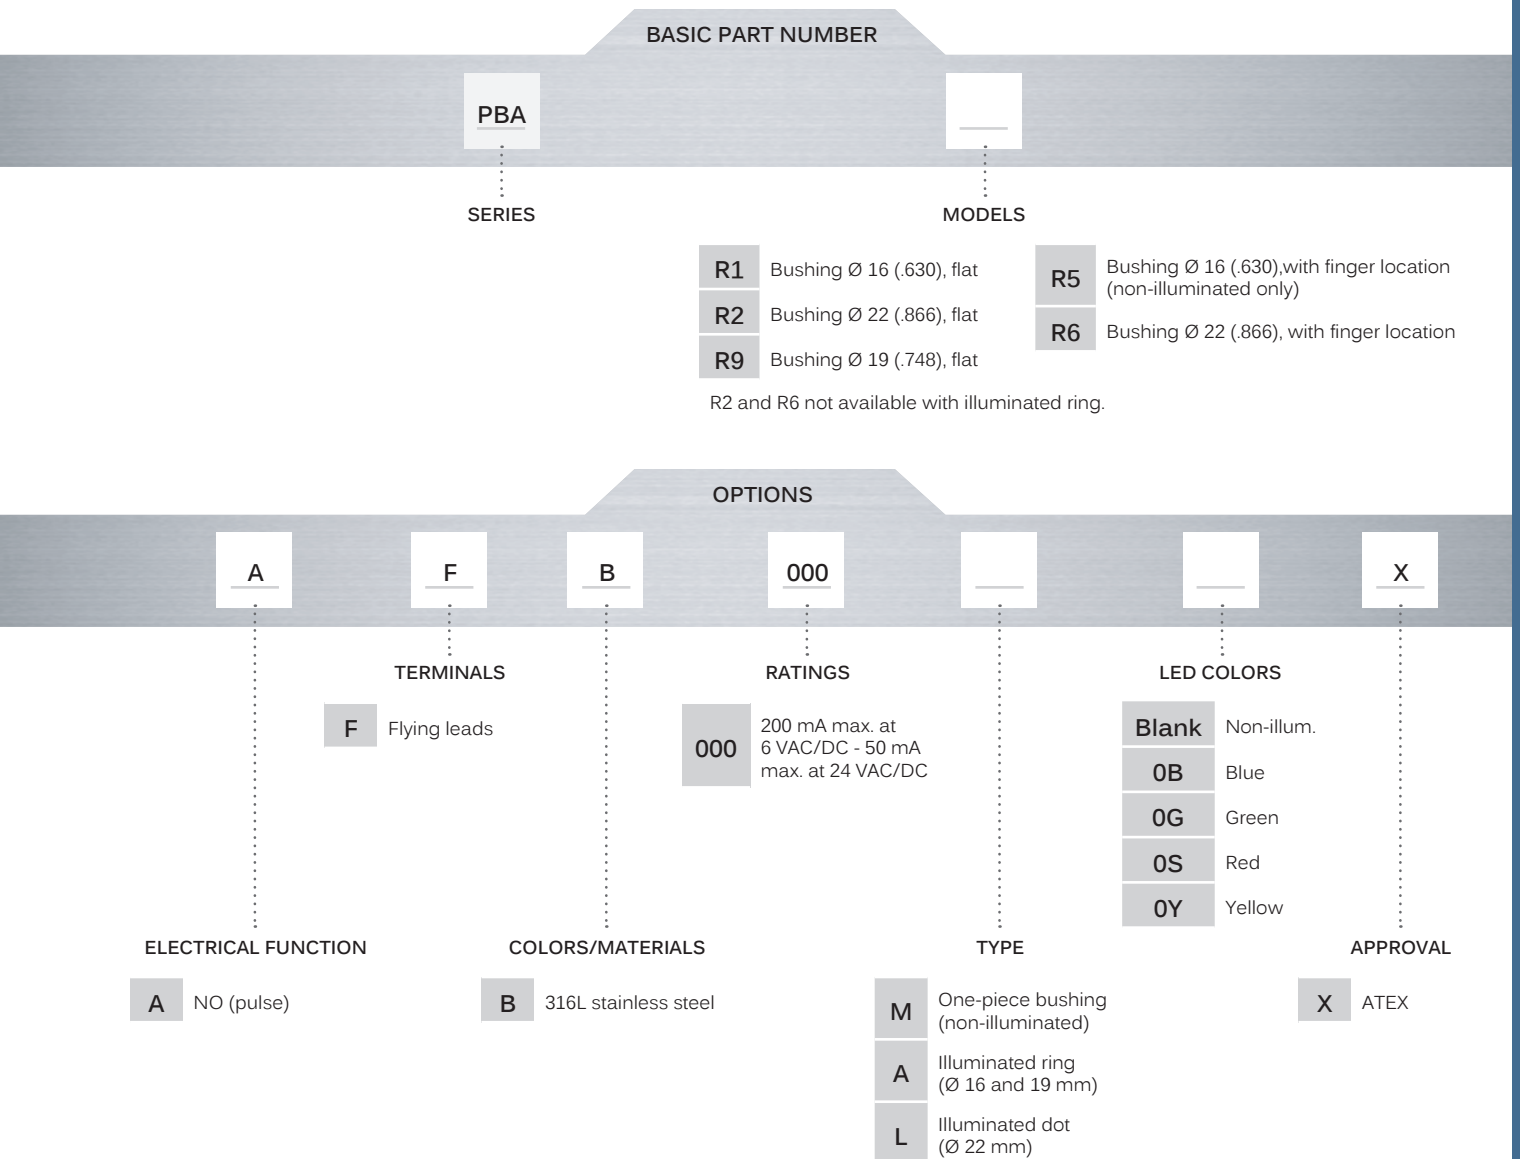 BASIC PART NUMBER
PBA
SERIES
MODELS
R1 Bushing Ø 16 (.630), flat
R2 Bushing Ø 22 (.866), flat
R9 Bushing Ø 19 (.748), flat
R5 Bushing Ø 16 (.630),with finger location
(non-illuminated only)
R6 Bushing Ø 22 (.866), with finger location
R2 and R6 not available with illuminated ring.
OPTIONS
A F B 000 X
TERMINALS
F Flying leads
RATINGS
000 200 mA max. at
6 VAC/DC - 50 mA
max. at 24 VAC/DC
LED COLORS
Blank Non-illum.
0B Blue
0G Green
0S Red
0Y Yellow
ELECTRICAL FUNCTION
A NO (pulse)
COLORS/MATERIALS
B 316L stainless steel
TYPE
M One-piece bushing
(non-illuminated)
A Illuminated ring
(Ø 16 and 19 mm)
L Illuminated dot
(Ø 22 mm)
APPROVAL
X ATEX